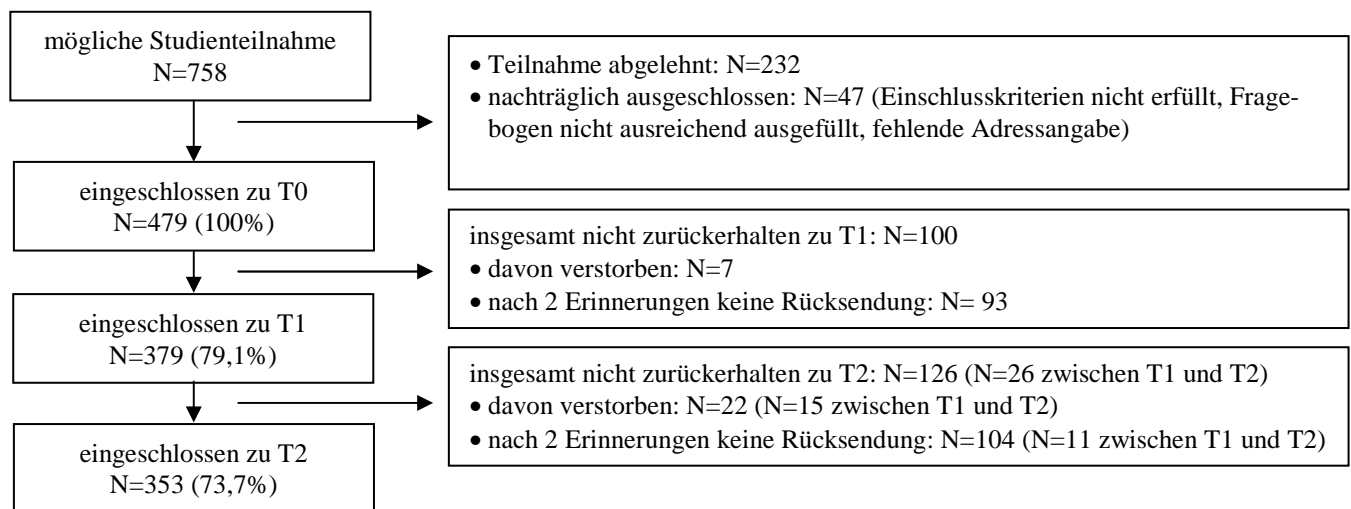 mögliche Studienteilnahme
N=758
• Teilnahme abgelehnt: N=232
• nachträglich ausgeschlossen: N=47 (Einschlusskriterien nicht erfüllt, Frage-
bogen nicht ausreichend ausgefüllt, fehlende Adressangabe)
eingeschlossen zu T0
N=479 (100%)
insgesamt nicht zurückerhalten zu T1: N=100
• davon verstorben: N=7
• nach 2 Erinnerungen keine Rücksendung: N= 93
eingeschlossen zu T1
N=379 (79,1%)
insgesamt nicht zurückerhalten zu T2: N=126 (N=26 zwischen T1 und T2)
• davon verstorben: N=22 (N=15 zwischen T1 und T2)
• nach 2 Erinnerungen keine Rücksendung: N=104 (N=11 zwischen T1 und T2)
eingeschlossen zu T2
N=353 (73,7%)